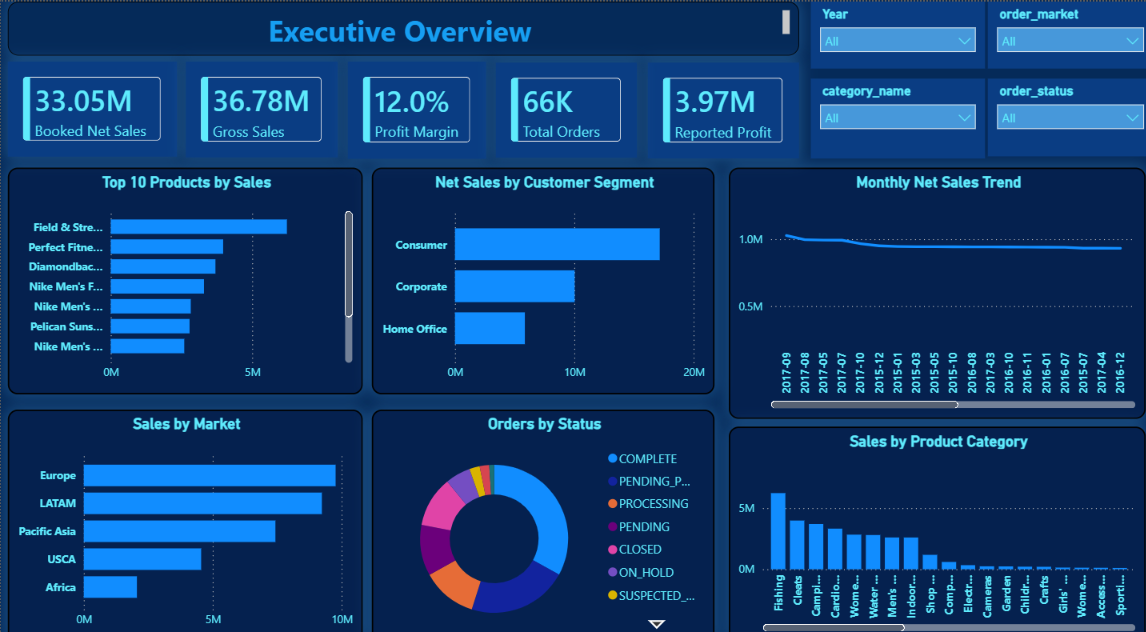 Executive Overview
Year
All
order_market
All
category_name
All
order_status
All
33.05M
Booked Net Sales
36.78M
Gross Sales
12.0%
Profit Margin
66K
Total Orders
3.97M
Reported Profit
Top 10 Products by Sales
Field & Stre...
Perfect Fitne...
Diamondbac...
Nike Men's F...
Nike Men's ...
Pelican Suns...
Nike Men's ...
0M
5M
Net Sales by Customer Segment
Consumer
Corporate
Home Office
0M
10M
20M
Monthly Net Sales Trend
1.0M
0.5M
2017-09
2017-08
2017-05
2017-07
2017-10
2015-12
2015-01
2015-03
2015-05
2015-10
2016-08
2017-03
2016-10
2016-11
2016-01
2016-07
2015-07
2017-04
2016-12
Sales by Market
Europe
LATAM
Pacific Asia
USCA
Africa
0M
5M
10M
Orders by Status
COMPLETE
PENDING_P...
PROCESSING
PENDING
CLOSED
ON_HOLD
SUSPECTED_...
Sales by Product Category
5M
0M
Fishing
Cleats
Campi...
Cardio...
Wome...
Water ...
Men's ...
Indoor...
Shop ...
Comp...
Electr...
Cameras
Garden
Childr...
Crafts
Girls' ...
Wome...
Access...
Sporti...